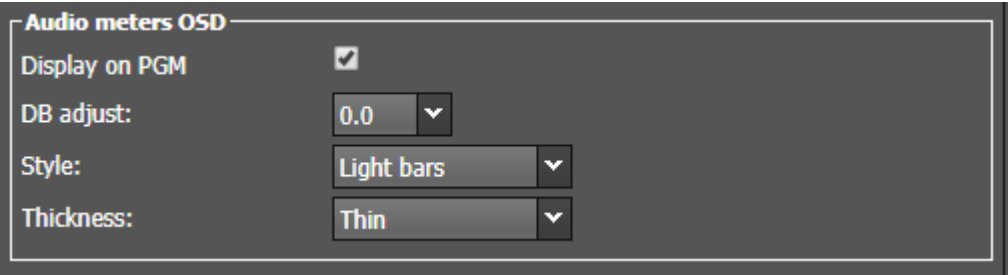 Audio meters OSD
Display on PGM
DB adjust: 0.0
Style: Light bars
Thickness: Thin